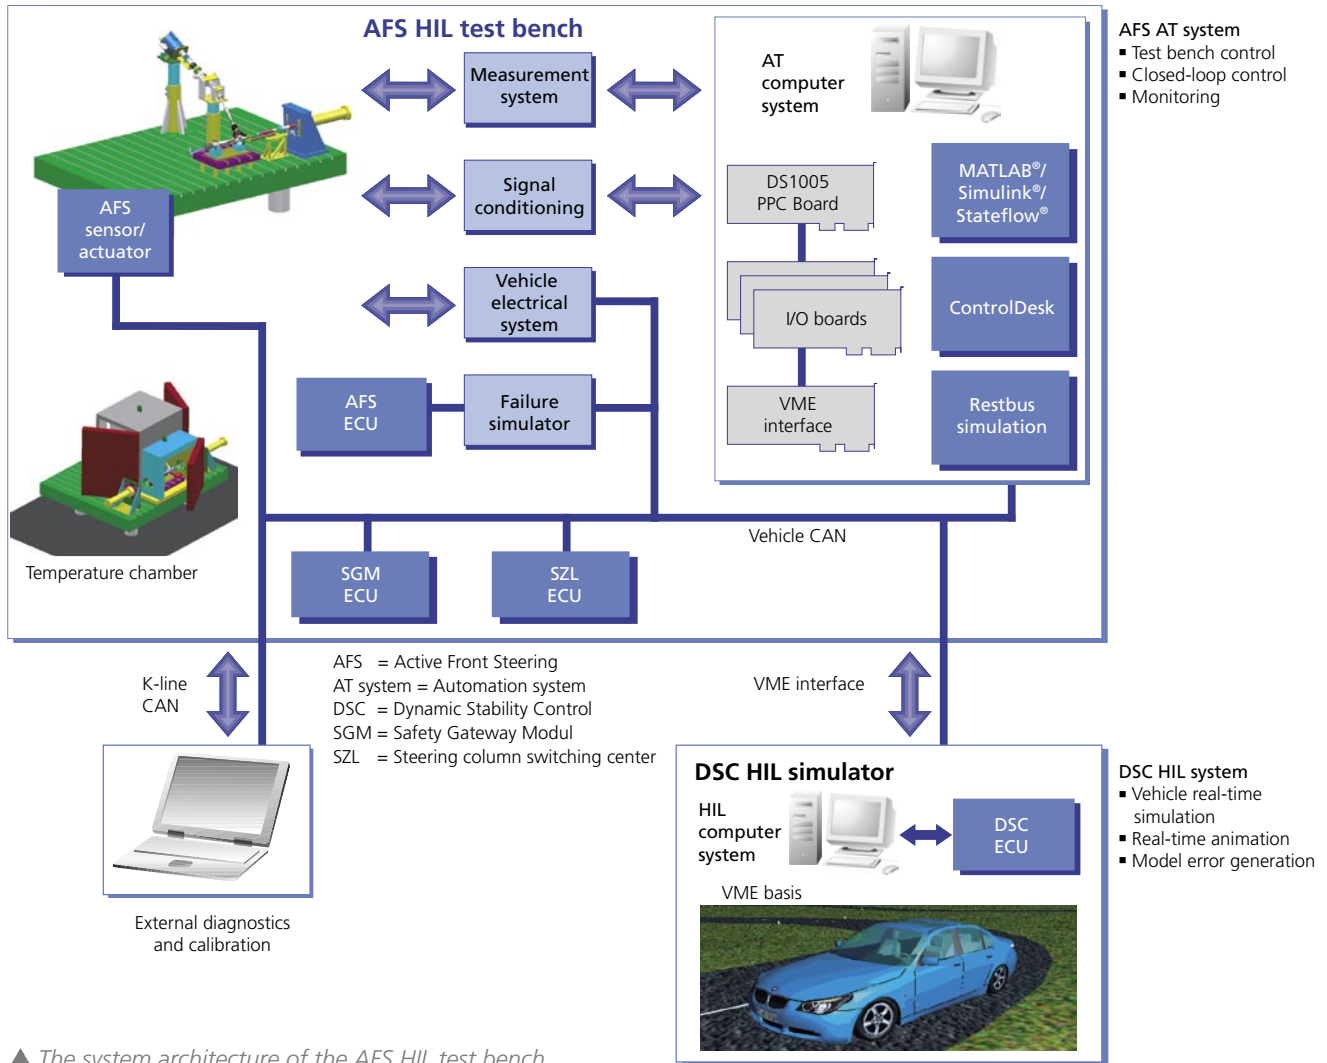 AFS HIL test bench
Measurement
system
Signal
conditioning
Vehicle
electrical
system
Failure
simulator
AFS
ECU
AFS
sensor/
actuator
Temperature chamber
SGM
ECU
SZL
ECU
Vehicle CAN
AT
computer
system
DS1005
PPC Board
I/O boards
VME
interface
MATLAB®/
Simulink®/
Stateflow®
ControlDesk
Restbus
simulation
AFS AT system
▪ Test bench control
▪ Closed-loop control
▪ Monitoring
K-line
CAN
AFS = Active Front Steering
AT system = Automation system
DSC = Dynamic Stability Control
SGM = Safety Gateway Modul
SZL = Steering column switching center
VME interface
External diagnostics
and calibration
DSC HIL simulator
HIL
computer
system
DSC
ECU
VME basis
DSC HIL system
▪ Vehicle real-time
simulation
▪ Real-time animation
▪ Model error generation
▲ The system architecture of the AFS HIL test bench